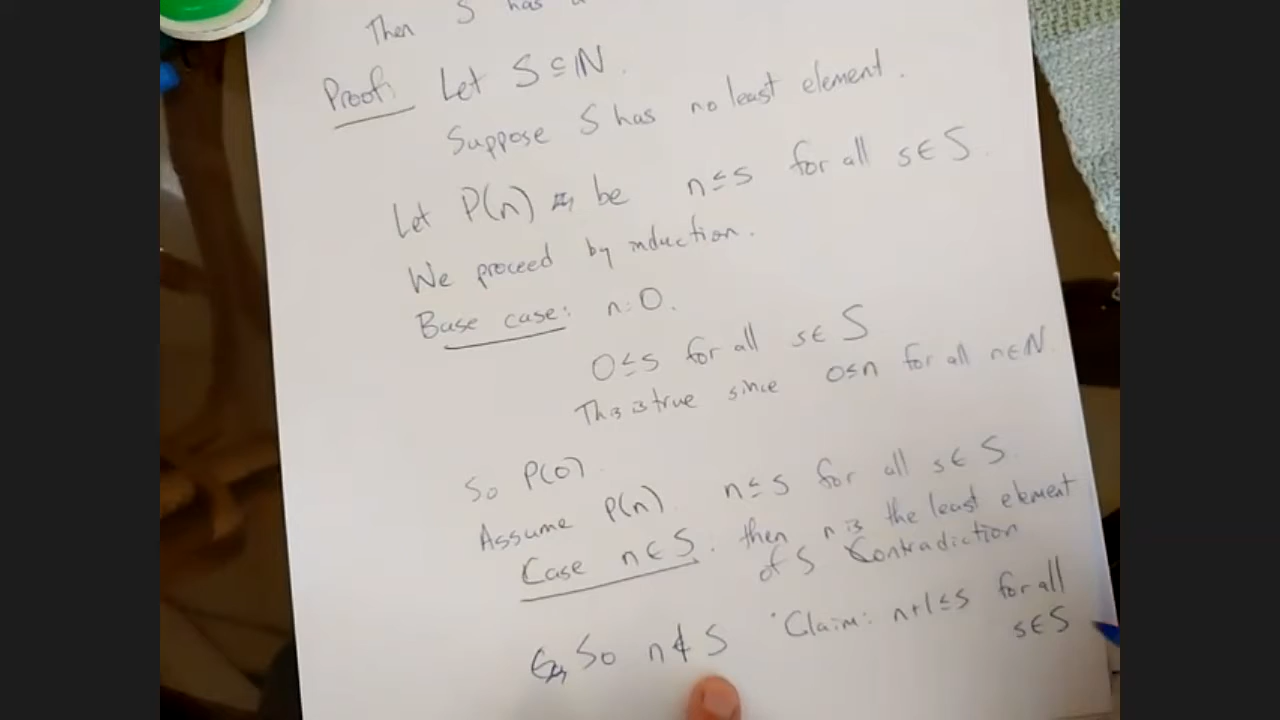 Then S has a
Proof: Let S ⊆ ℕ.
Suppose S has no least element.
Let P(n) be n ≤ s for all s ∈ S.
We proceed by induction.
Base case: n = 0.
0 ≤ s for all s ∈ S
This is true since 0 ≤ n for all n ∈ ℕ.
So P(0).
Assume P(n). n ≤ s for all s ∈ S.
Case n ∈ S. then n is the least element
of S Contradiction
So n ∉ S Claim: n+1 ≤ s for all
s ∈ S